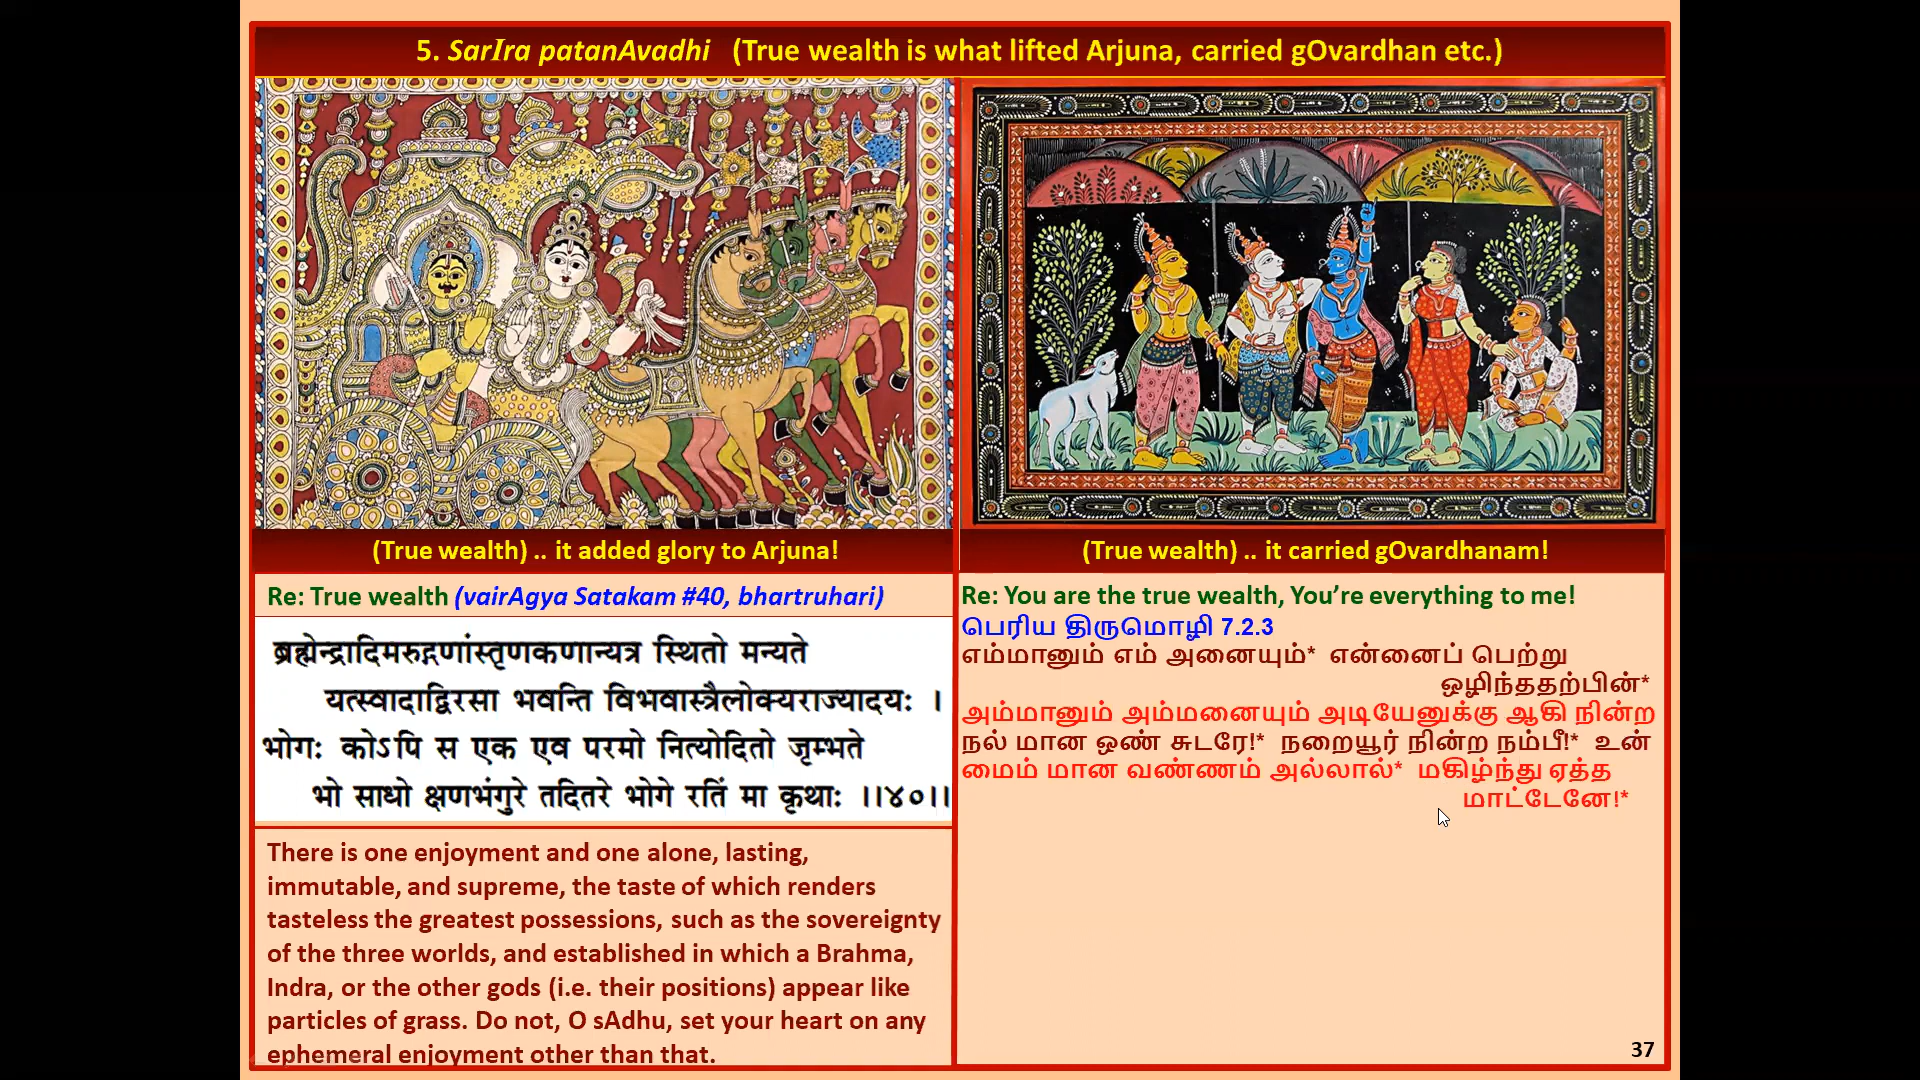 5. SarIra patanAvadhi (True wealth is what lifted Arjuna, carried gOvardhan etc.)
(True wealth) .. it added glory to Arjuna!
Re: True wealth (vairAgya Satakam #40, bhartruhari)
ब्रह्मेन्द्रादिमरुद्गणांस्तृणकणान्यत्र स्थितो मन्यते
यत्स्वादाद्विरसा भवन्ति विभवास्त्रैलोक्यराज्यादयः ।
भोगः कोऽपि स एक एव परमो नित्योदितो जृम्भते
भो साधो क्षणभंगुरे तदितरे भोगे रतिं मा कृथाः ।।४०।।
There is one enjoyment and one alone, lasting,
immutable, and supreme, the taste of which renders
tasteless the greatest possessions, such as the sovereignty
of the three worlds, and established in which a Brahma,
Indra, or the other gods (i.e. their positions) appear like
particles of grass. Do not, O sAdhu, set your heart on any
ephemeral enjoyment other than that.
(True wealth) .. it carried gOvardhanam!
Re: You are the true wealth, You’re everything to me!
பெரிய திருமொழி 7.2.3
எம்மானும் எம் அனையும்* என்னைப் பெற்று
ஒழிந்ததற்பின்*
அம்மானும் அம்மனையும் அடியேனுக்கு ஆகி நின்ற
நல் மான ஒண் சுடரே!* நறையூர் நின்ற நம்பீ!* உன்
மைம் மான வண்ணம் அல்லால்* மகிழ்ந்து ஏத்த
மாட்டேனே!*
37